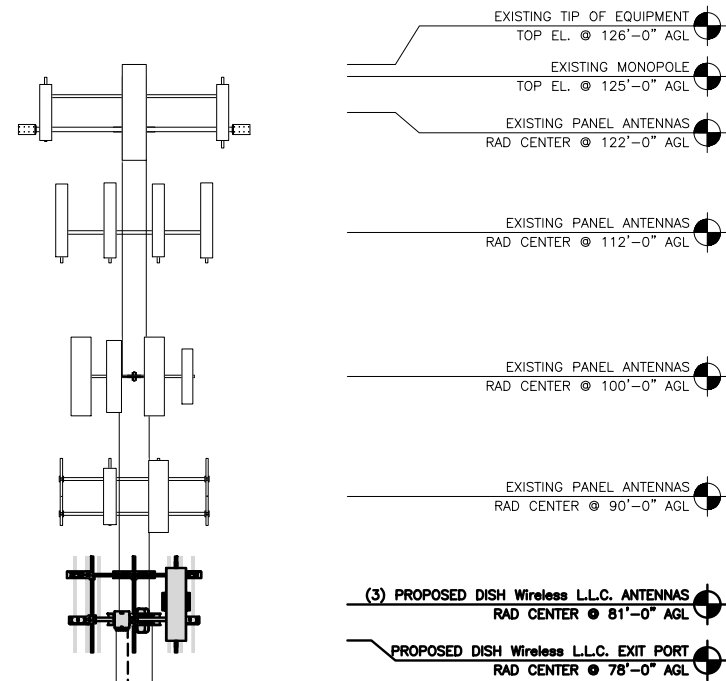 EXISTING TIP OF EQUIPMENT
TOP EL. @ 126'-0" AGL
EXISTING MONOPOLE
TOP EL. @ 125'-0" AGL
EXISTING PANEL ANTENNAS
RAD CENTER @ 122'-0" AGL
EXISTING PANEL ANTENNAS
RAD CENTER @ 112'-0" AGL
EXISTING PANEL ANTENNAS
RAD CENTER @ 100'-0" AGL
EXISTING PANEL ANTENNAS
RAD CENTER @ 90'-0" AGL
(3) PROPOSED DISH Wireless L.L.C. ANTENNAS
RAD CENTER @ 81'-0" AGL
PROPOSED DISH Wireless L.L.C. EXIT PORT
RAD CENTER @ 78'-0" AGL